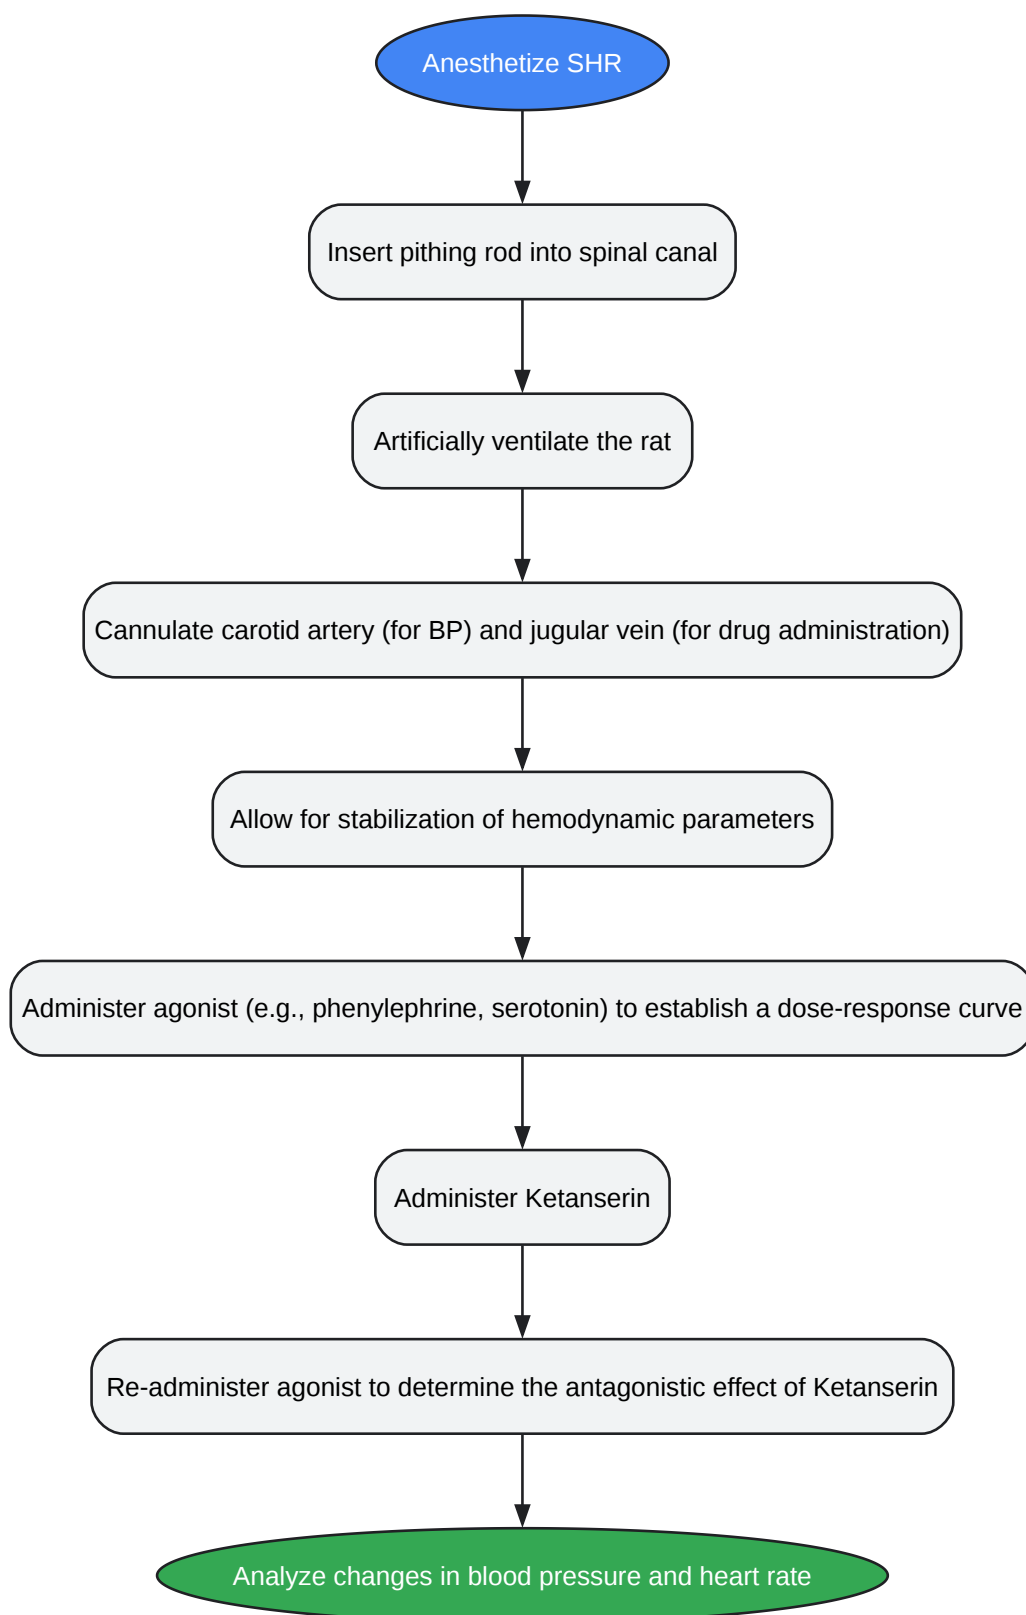 Anesthetize SHR
Insert pithing rod into spinal canal
Artificially ventilate the rat
Cannulate carotid artery (for BP) and jugular vein (for drug administration)
Allow for stabilization of hemodynamic parameters
Administer agonist (e.g., phenylephrine, serotonin) to establish a dose-response curve
Administer Ketanserin
Re-administer agonist to determine the antagonistic effect of Ketanserin
Analyze changes in blood pressure and heart rate